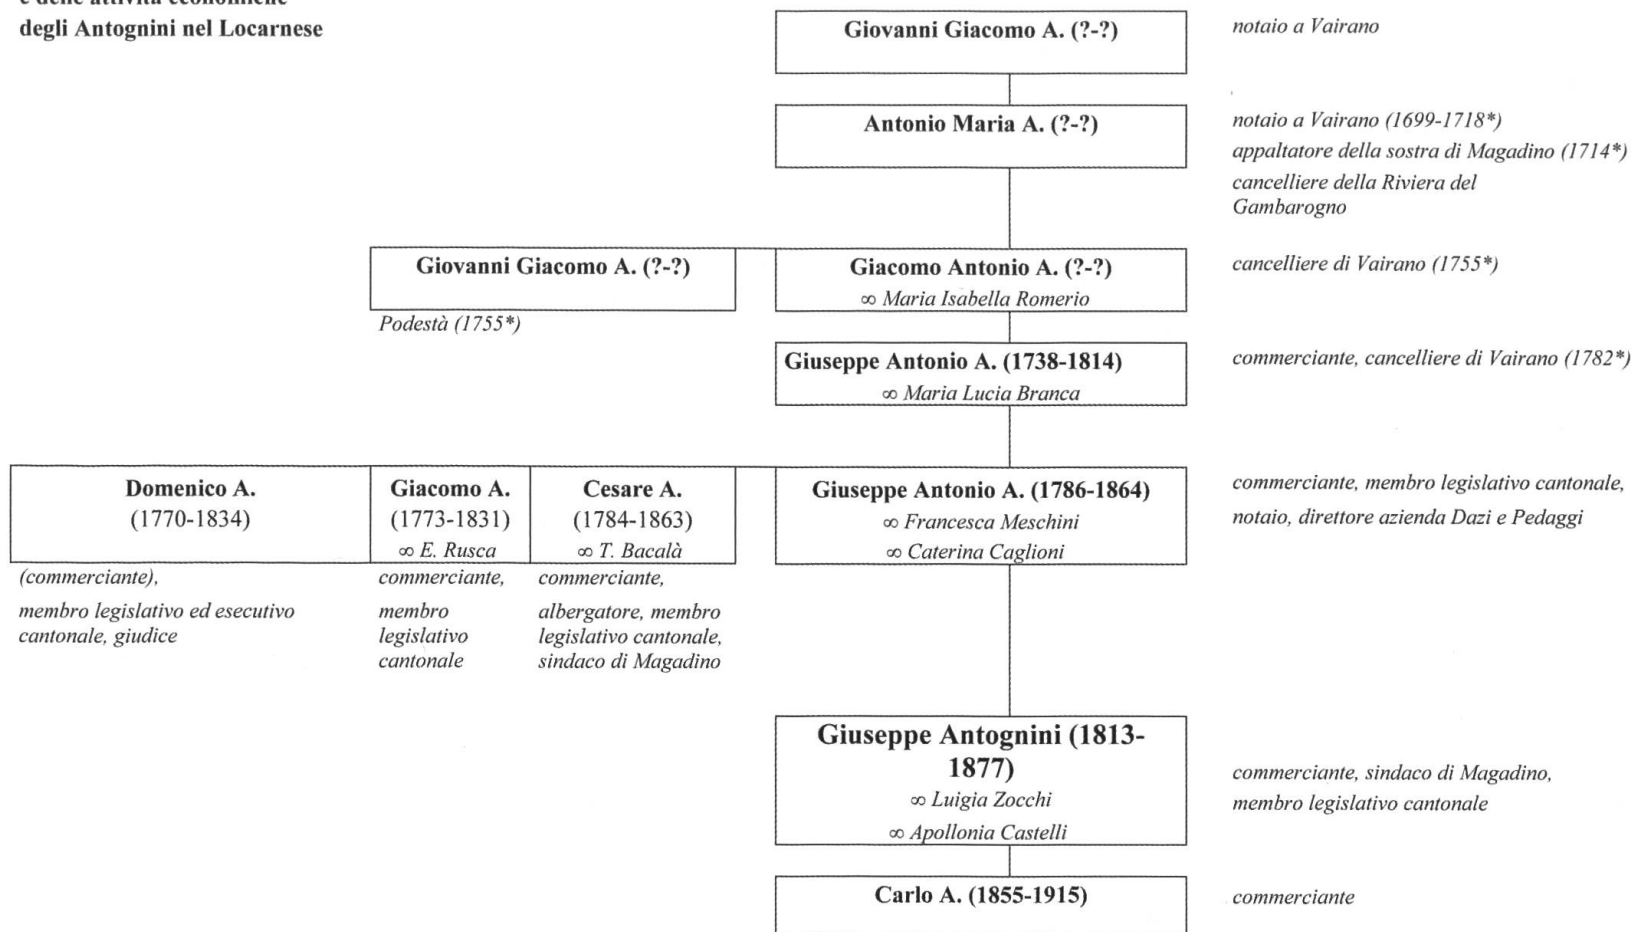 degli Antognini nel Locarnese
Giovanni Giacomo A. (?-?)
notaio a Vairano
Antonio Maria A. (?-?)
notaio a Vairano (1699-1718*)
appaltatore della sostra di Magadino (1714*)
cancelliere della Riviera del
Gambarogno
Giovanni Giacomo A. (?-?)
Podestà (1755*)
Giacomo Antonio A. (?-?)
∞ Maria Isabella Romerio
cancelliere di Vairano (1755*)
Giuseppe Antonio A. (1738-1814)
∞ Maria Lucia Branca
commerciante, cancelliere di Vairano (1782*)
Domenico A.
(1770-1834)
(commerciante),
membro legislativo ed esecutivo
cantonale, giudice
Giacomo A.
(1773-1831)
∞ E. Rusca
commerciante,
membro
legislativo
cantonale
Cesare A.
(1784-1863)
∞ T. Bacalà
commerciante,
albergatore, membro
legislativo cantonale,
sindaco di Magadino
Giuseppe Antonio A. (1786-1864)
∞ Francesca Meschini
∞ Caterina Caglioni
commerciante, membro legislativo cantonale,
notaio, direttore azienda Dazi e Pedaggi
Giuseppe Antognini (1813-
1877)
∞ Luigia Zocchi
∞ Apollonia Castelli
commerciante, sindaco di Magadino,
membro legislativo cantonale
Carlo A. (1855-1915)
commerciante